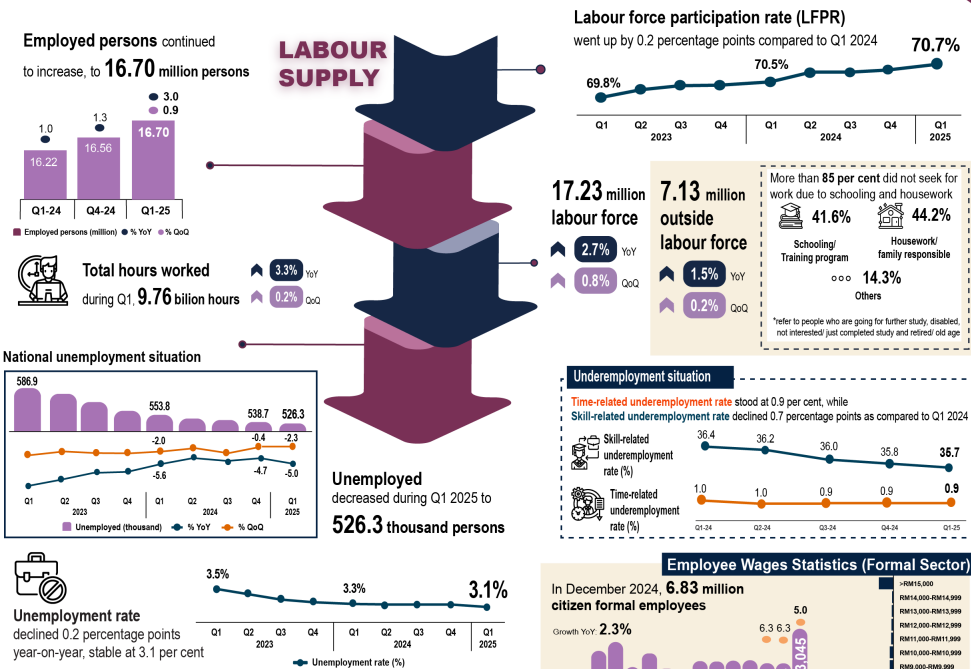 Employed persons continued
to increase, to 16.70 million persons
3.0
0.9
1.0
1.3
16.22
16.56
16.70
Q1-24
Q4-24
Q1-25
Employed persons (million)
% YoY
% QoQ
LABOUR
SUPPLY
Labour force participation rate (LFPR)
went up by 0.2 percentage points compared to Q1 2024
69.8%
70.5%
70.7%
Q1
Q2
Q3
Q4
Q1
Q2
Q3
Q4
Q1
2023
2024
2025
Total hours worked
during Q1, 9.76 bilion hours
3.3%
YoY
0.2%
QoQ
17.23 million
labour force
2.7%
YoY
0.8%
QoQ
7.13 million
outside
labour force
1.5%
YoY
0.2%
QoQ
More than 85 per cent did not seek for
work due to schooling and housework
41.6%
Schooling/
Training program
44.2%
Housework/
family responsible
14.3%
Others
*refer to people who are going for further study, disabled,
not interested/ just completed study and retired/ old age
National unemployment situation
586.9
553.8
538.7
526.3
-2.0
-0.4
-2.3
-5.6
-4.7
-5.0
Q1
Q2
Q3
Q4
Q1
Q2
Q3
Q4
Q1
2023
2024
2025
Unemployed (thousand)
% YoY
% QoQ
Unemployed
decreased during Q1 2025 to
526.3 thousand persons
Underemployment situation
Time-related underemployment rate stood at 0.9 per cent, while
Skill-related underemployment rate declined 0.7 percentage points as compared to Q1 2024
Skill-related
underemployment
rate (%)
36.4
36.2
36.0
35.8
35.7
Time-related
underemployment
rate (%)
1.0
1.0
0.9
0.9
0.9
Q1-24
Q2-24
Q3-24
Q4-24
Q1-25
Unemployment rate
declined 0.2 percentage points
year-on-year, stable at 3.1 per cent
3.5%
3.3%
3.1%
Q1
Q2
Q3
Q4
Q1
Q2
Q3
Q4
Q1
2023
2024
2025
Unemployment rate (%)
Employee Wages Statistics (Formal Sector)
In December 2024, 6.83 million
citizen formal employees
Growth YoY: 2.3%
6.3
6.3
5.0
>RM15,000
RM14,000-RM14,999
RM13,000-RM13,999
RM12,000-RM12,999
RM11,000-RM11,999
RM10,000-RM10,999
RM9,000-RM9,999